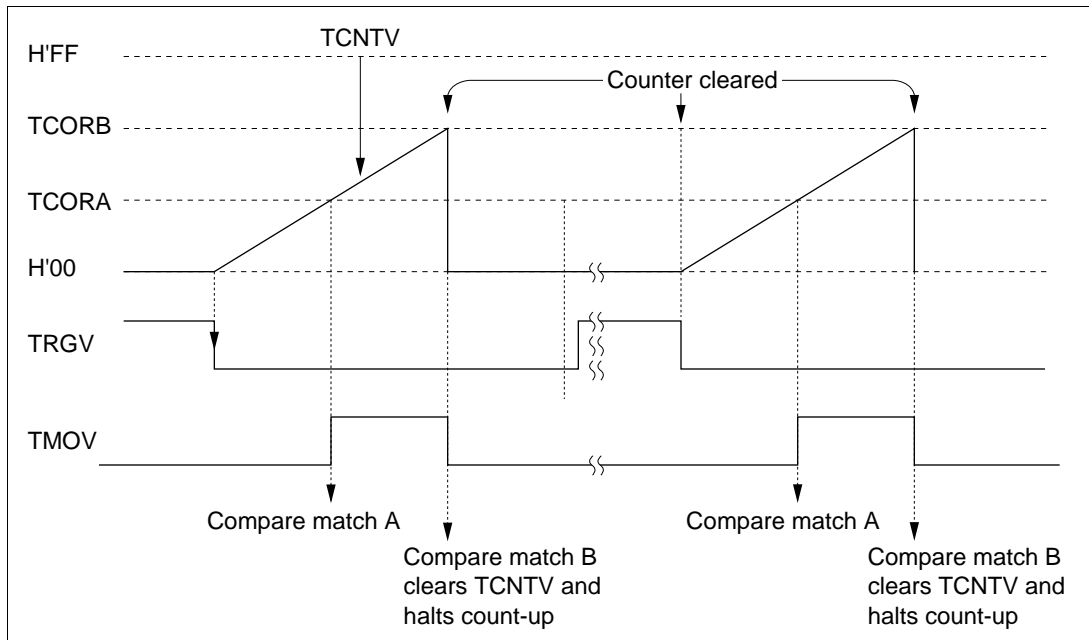 TCNTV
H'FF
Counter cleared
TCORB
TCORA
H'00
TRGV
TMOV
Compare match A
Compare match A
Compare match B
clears TCNTV and
halts count-up
Compare match B
clears TCNTV and
halts count-up